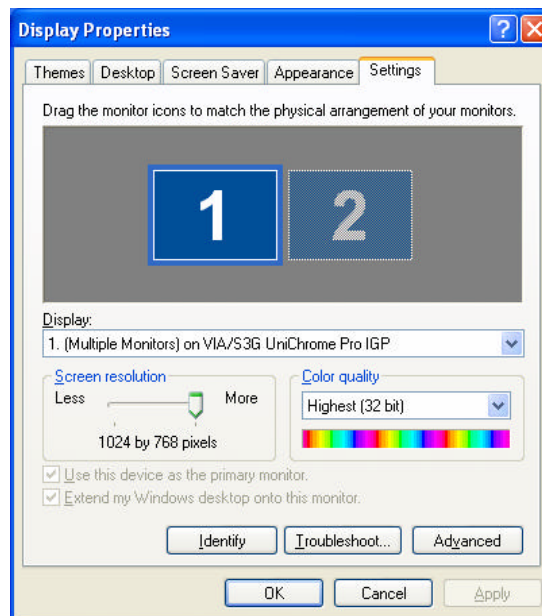 Display Properties
Themes Desktop Screen Saver Appearance Settings
Drag the monitor icons to match the physical arrangement of your monitors.
1 2
Display:
1. (Multiple Monitors) on VIA/S3G UniChrome Pro IGP
Screen resolution
Less More
1024 by 768 pixels
Color quality
Highest (32 bit)
Use this device as the primary monitor.
Extend my Windows desktop onto this monitor.
Identify Troubleshoot... Advanced
OK Cancel Apply